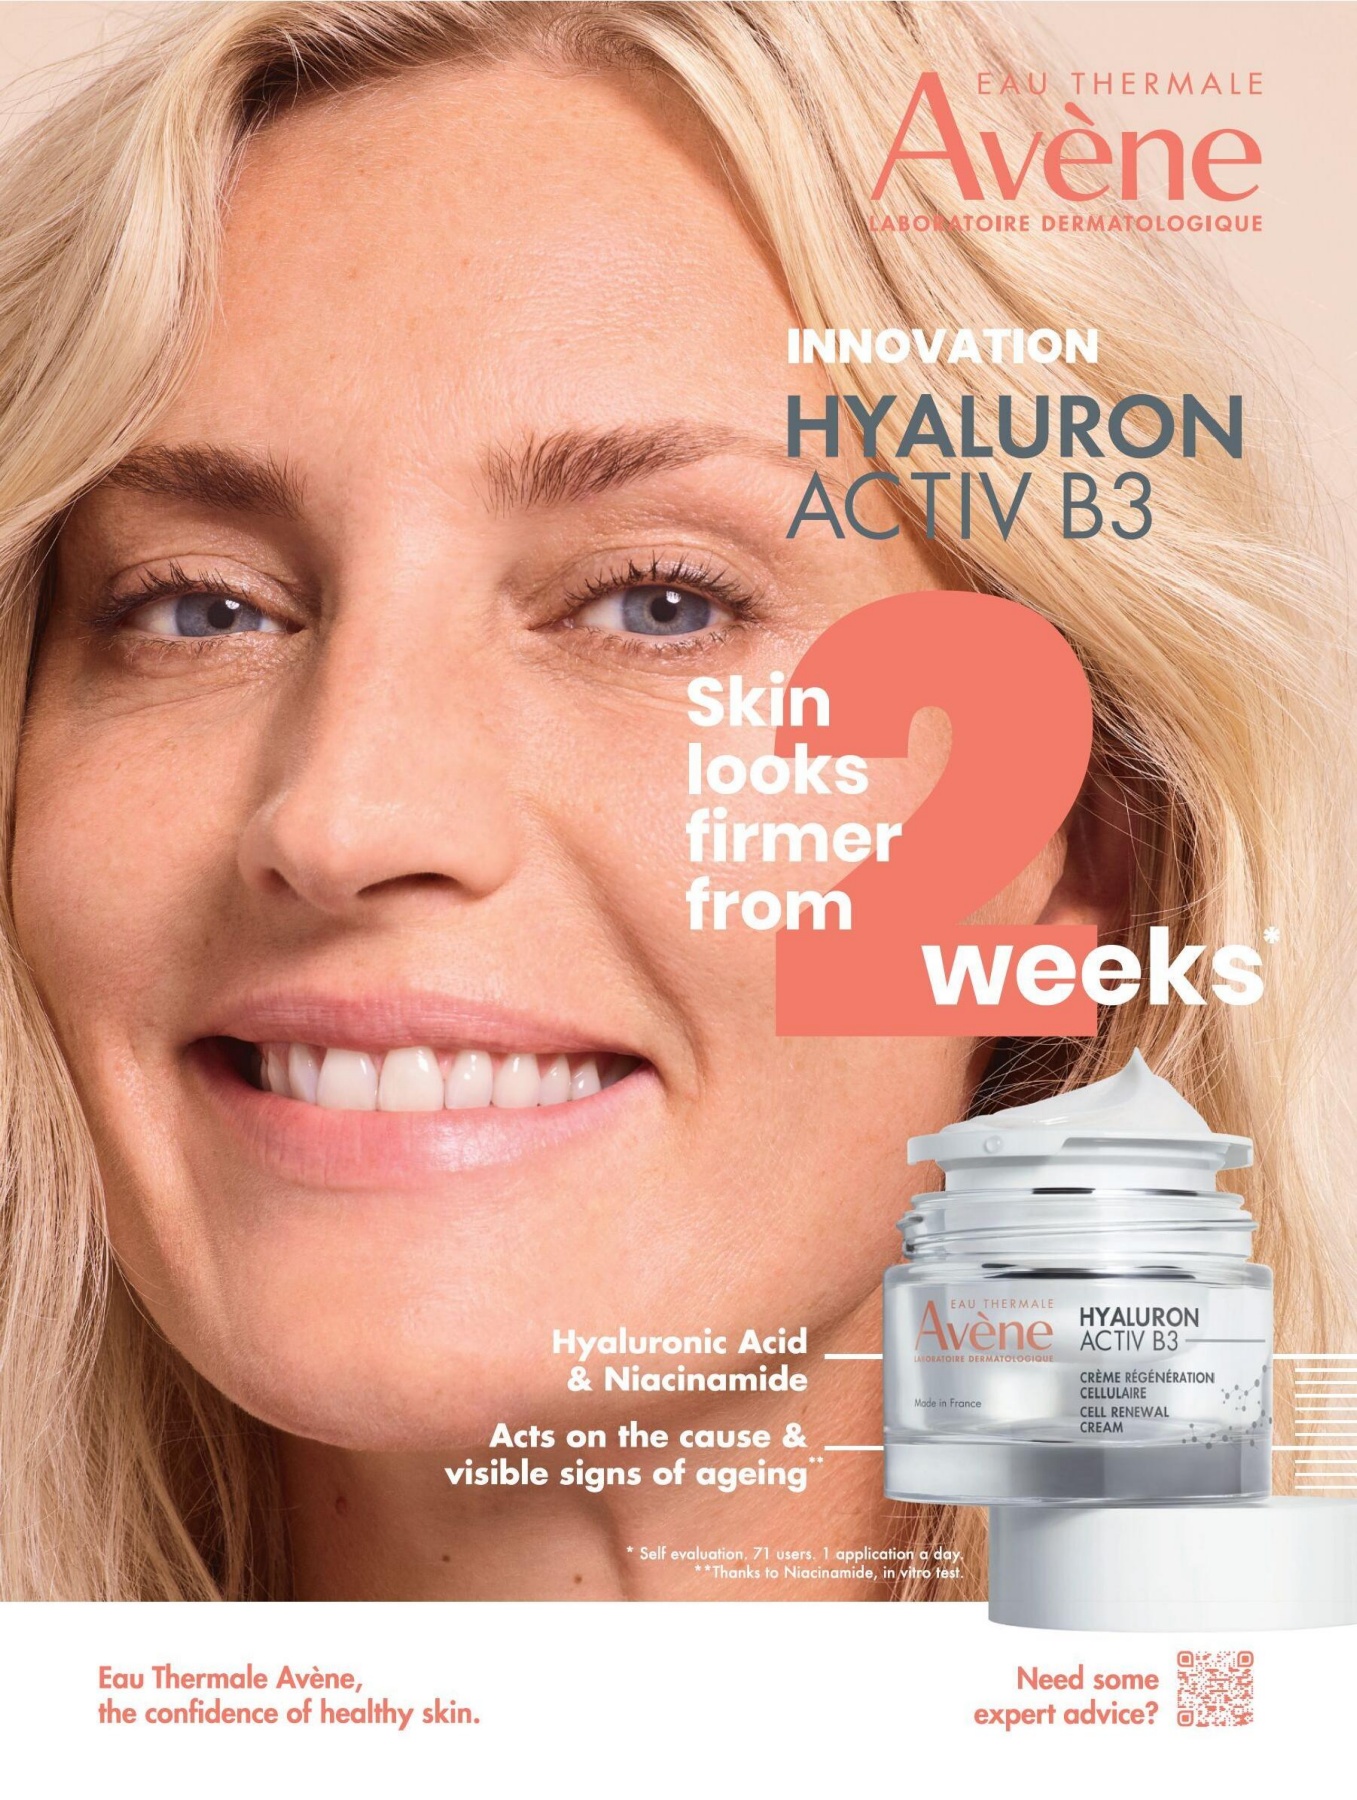 EAU THERMALE
Avène
LABORATOIRE DERMATOLOGIQUE
INNOVATION
HYALURON
ACTIV B3
Skin
looks
firmer
from
2
weeks*
Hyaluronic Acid
& Niacinamide
Acts on the cause &
visible signs of ageing**
EAU THERMALE
Avène
LABORATOIRE DERMATOLOGIQUE
Made in France
HYALURON
ACTIV B3
CRÈME RÉGÉNÉRATION
CELLULAIRE
CELL RENEWAL
CREAM
* Self evaluation. 71 users. 1 application a day.
**Thanks to Niacinamide, in vitro test.
Eau Thermale Avène,
the confidence of healthy skin.
Need some
expert advice?